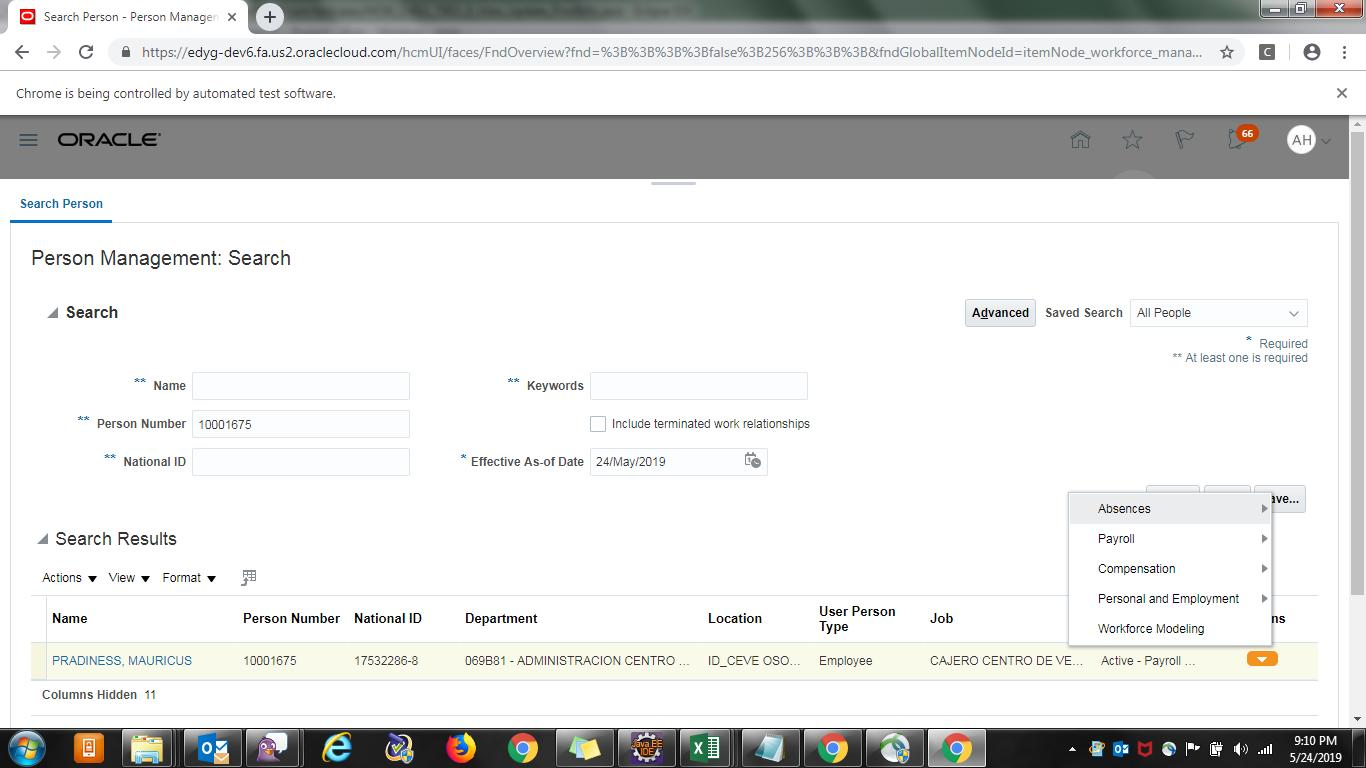 Search Person - Person Managem
https://edyg-dev6.fa.us2.oraclecloud.com/hcmUI/faces/FndOverview?fnd=%3B%3B%3B%3Bfalse%3B256%3B%3B%3B&fndGlobalItemNodeId=itemNode_workforce_mana...
C
Chrome is being controlled by automated test software.
ORACLE
66
AH
Search Person
Person Management: Search
Search
Advanced
Saved Search
All People
* Required
** At least one is required
** Name
** Keywords
** Person Number
10001675
Include terminated work relationships
** National ID
* Effective As-of Date
24/May/2019
ave...
Absences
Payroll
Compensation
Personal and Employment
Workforce Modeling
Search Results
Actions
View
Format
Name
Person Number
National ID
Department
Location
User Person Type
Job
ns
PRADINESS, MAURICUS
10001675
17532286-8
069B81 - ADMINISTRACION CENTRO ...
ID_CEVE OSO...
Employee
CAJERO CENTRO DE VE...
Active - Payroll ...
Columns Hidden 11
9:10 PM
5/24/2019